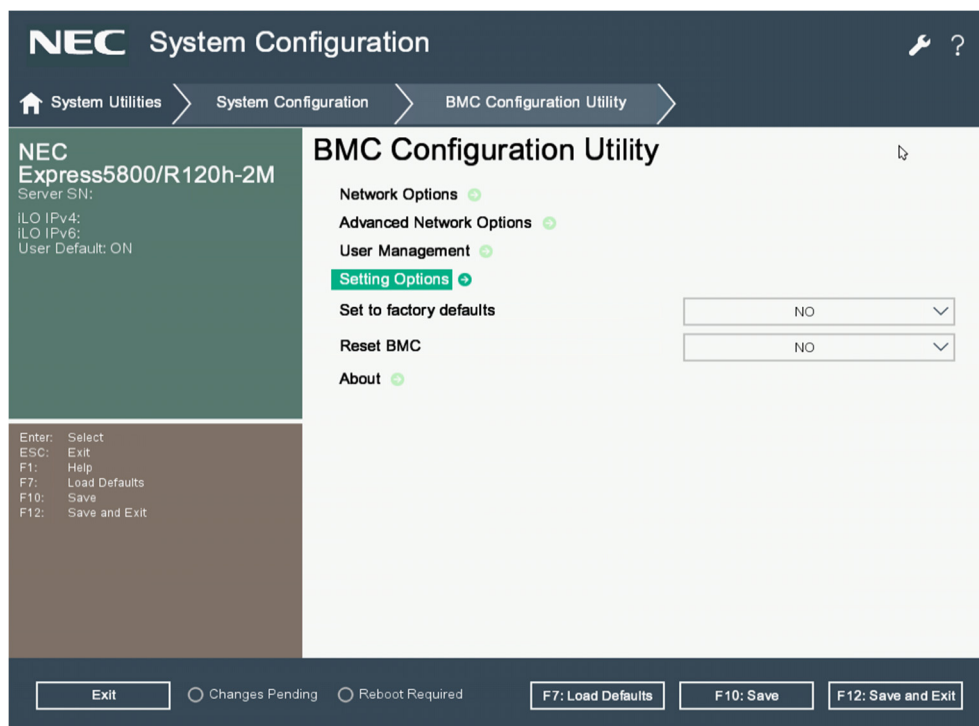 NEC System Configuration
?
System Utilities
System Configuration
BMC Configuration Utility
NEC
Express5800/R120h-2M
Server SN:
iLO IPv4:
iLO IPv6:
User Default: ON
BMC Configuration Utility
Network Options
Advanced Network Options
User Management
Setting Options
Set to factory defaults NO
Reset BMC NO
About
Enter: Select
ESC: Exit
F1: Help
F7: Load Defaults
F10: Save
F12: Save and Exit
Exit Changes Pending Reboot Required F7: Load Defaults F10: Save F12: Save and Exit